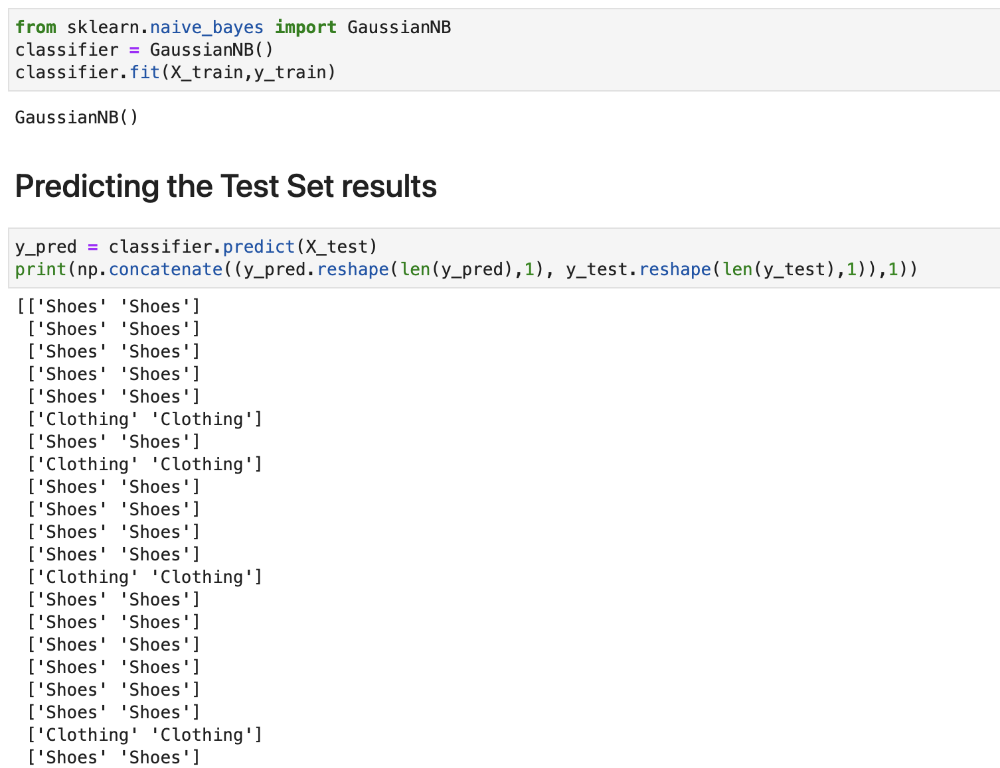 from sklearn.naive_bayes import GaussianNB
classifier = GaussianNB()
classifier.fit(X_train,y_train)
GaussianNB()
Predicting the Test Set results
y_pred = classifier.predict(X_test)
print(np.concatenate((y_pred.reshape(len(y_pred),1), y_test.reshape(len(y_test),1)),1))
[['Shoes' 'Shoes']
 ['Shoes' 'Shoes']
 ['Shoes' 'Shoes']
 ['Shoes' 'Shoes']
 ['Shoes' 'Shoes']
 ['Clothing' 'Clothing']
 ['Shoes' 'Shoes']
 ['Clothing' 'Clothing']
 ['Shoes' 'Shoes']
 ['Shoes' 'Shoes']
 ['Shoes' 'Shoes']
 ['Shoes' 'Shoes']
 ['Clothing' 'Clothing']
 ['Shoes' 'Shoes']
 ['Shoes' 'Shoes']
 ['Shoes' 'Shoes']
 ['Shoes' 'Shoes']
 ['Shoes' 'Shoes']
 ['Shoes' 'Shoes']
 ['Clothing' 'Clothing']
 ['Shoes' 'Shoes']